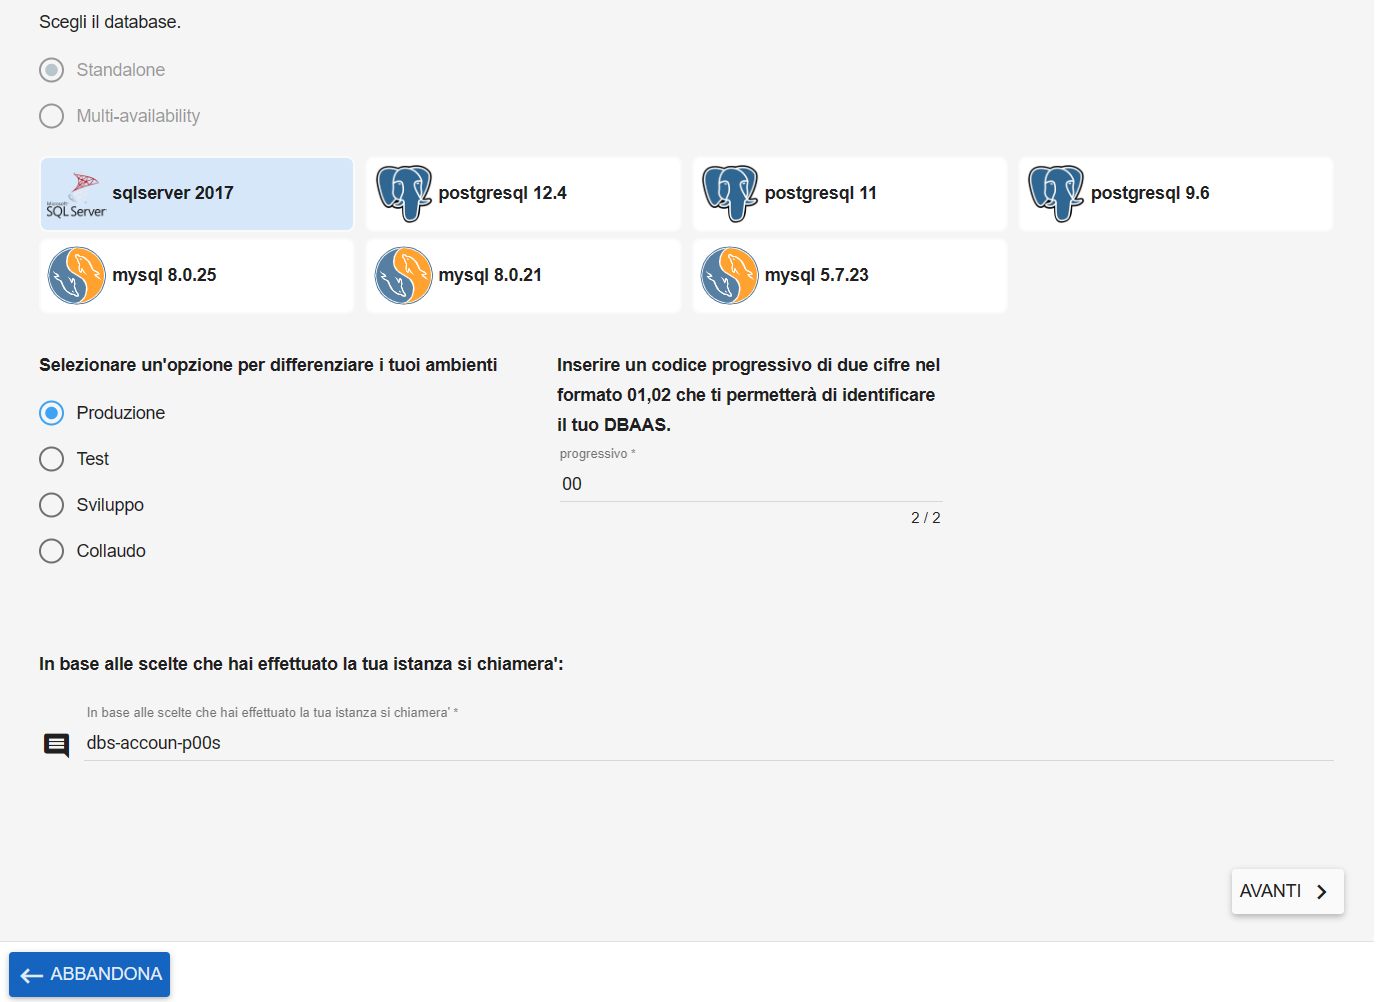 Scegli il database.
Standalone
Multi-availability
Microsoft
SQL Server
sqlserver 2017
postgresql 12.4
postgresql 11
postgresql 9.6
mysql 8.0.25
mysql 8.0.21
mysql 5.7.23
Selezionare un'opzione per differenziare i tuoi ambienti
Produzione
Test
Sviluppo
Collaudo
Inserire un codice progressivo di due cifre nel
formato 01,02 che ti permetterà di identificare
il tuo DBAAS.
progressivo *
00
2 / 2
In base alle scelte che hai effettuato la tua istanza si chiamera':
In base alle scelte che hai effettuato la tua istanza si chiamera' *
dbs-accoun-p00s
AVANTI
ABBANDONA